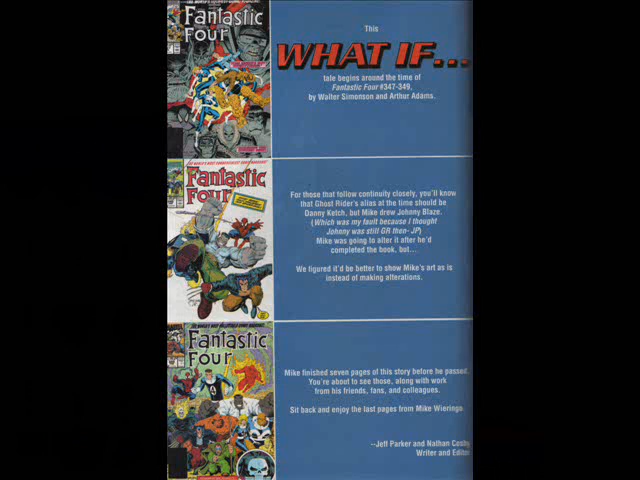 Fantastic
Four
This
WHAT IF...
tale begins around the time of
Fantastic Four #347-349,
by Walter Simonson and Arthur Adams.
Fantastic
Four
For those that follow continuity closely, you'll know
that Ghost Rider's alias at the time should be
Danny Ketch, but Mike drew Johnny Blaze.
(Which was my fault because I thought
Johnny was still GR then- JP)
Mike was going to alter it after he'd
completed the book, but...
We figured it'd be better to show Mike's art as is
instead of making alterations.
Fantastic
Four
Mike finished seven pages of this story before he passed.
You're about to see those, along with work
from his friends, fans, and colleagues.
Sit back and enjoy the last pages from Mike Wieringo.
--Jeff Parker and Nathan Cosby
Writer and Editor